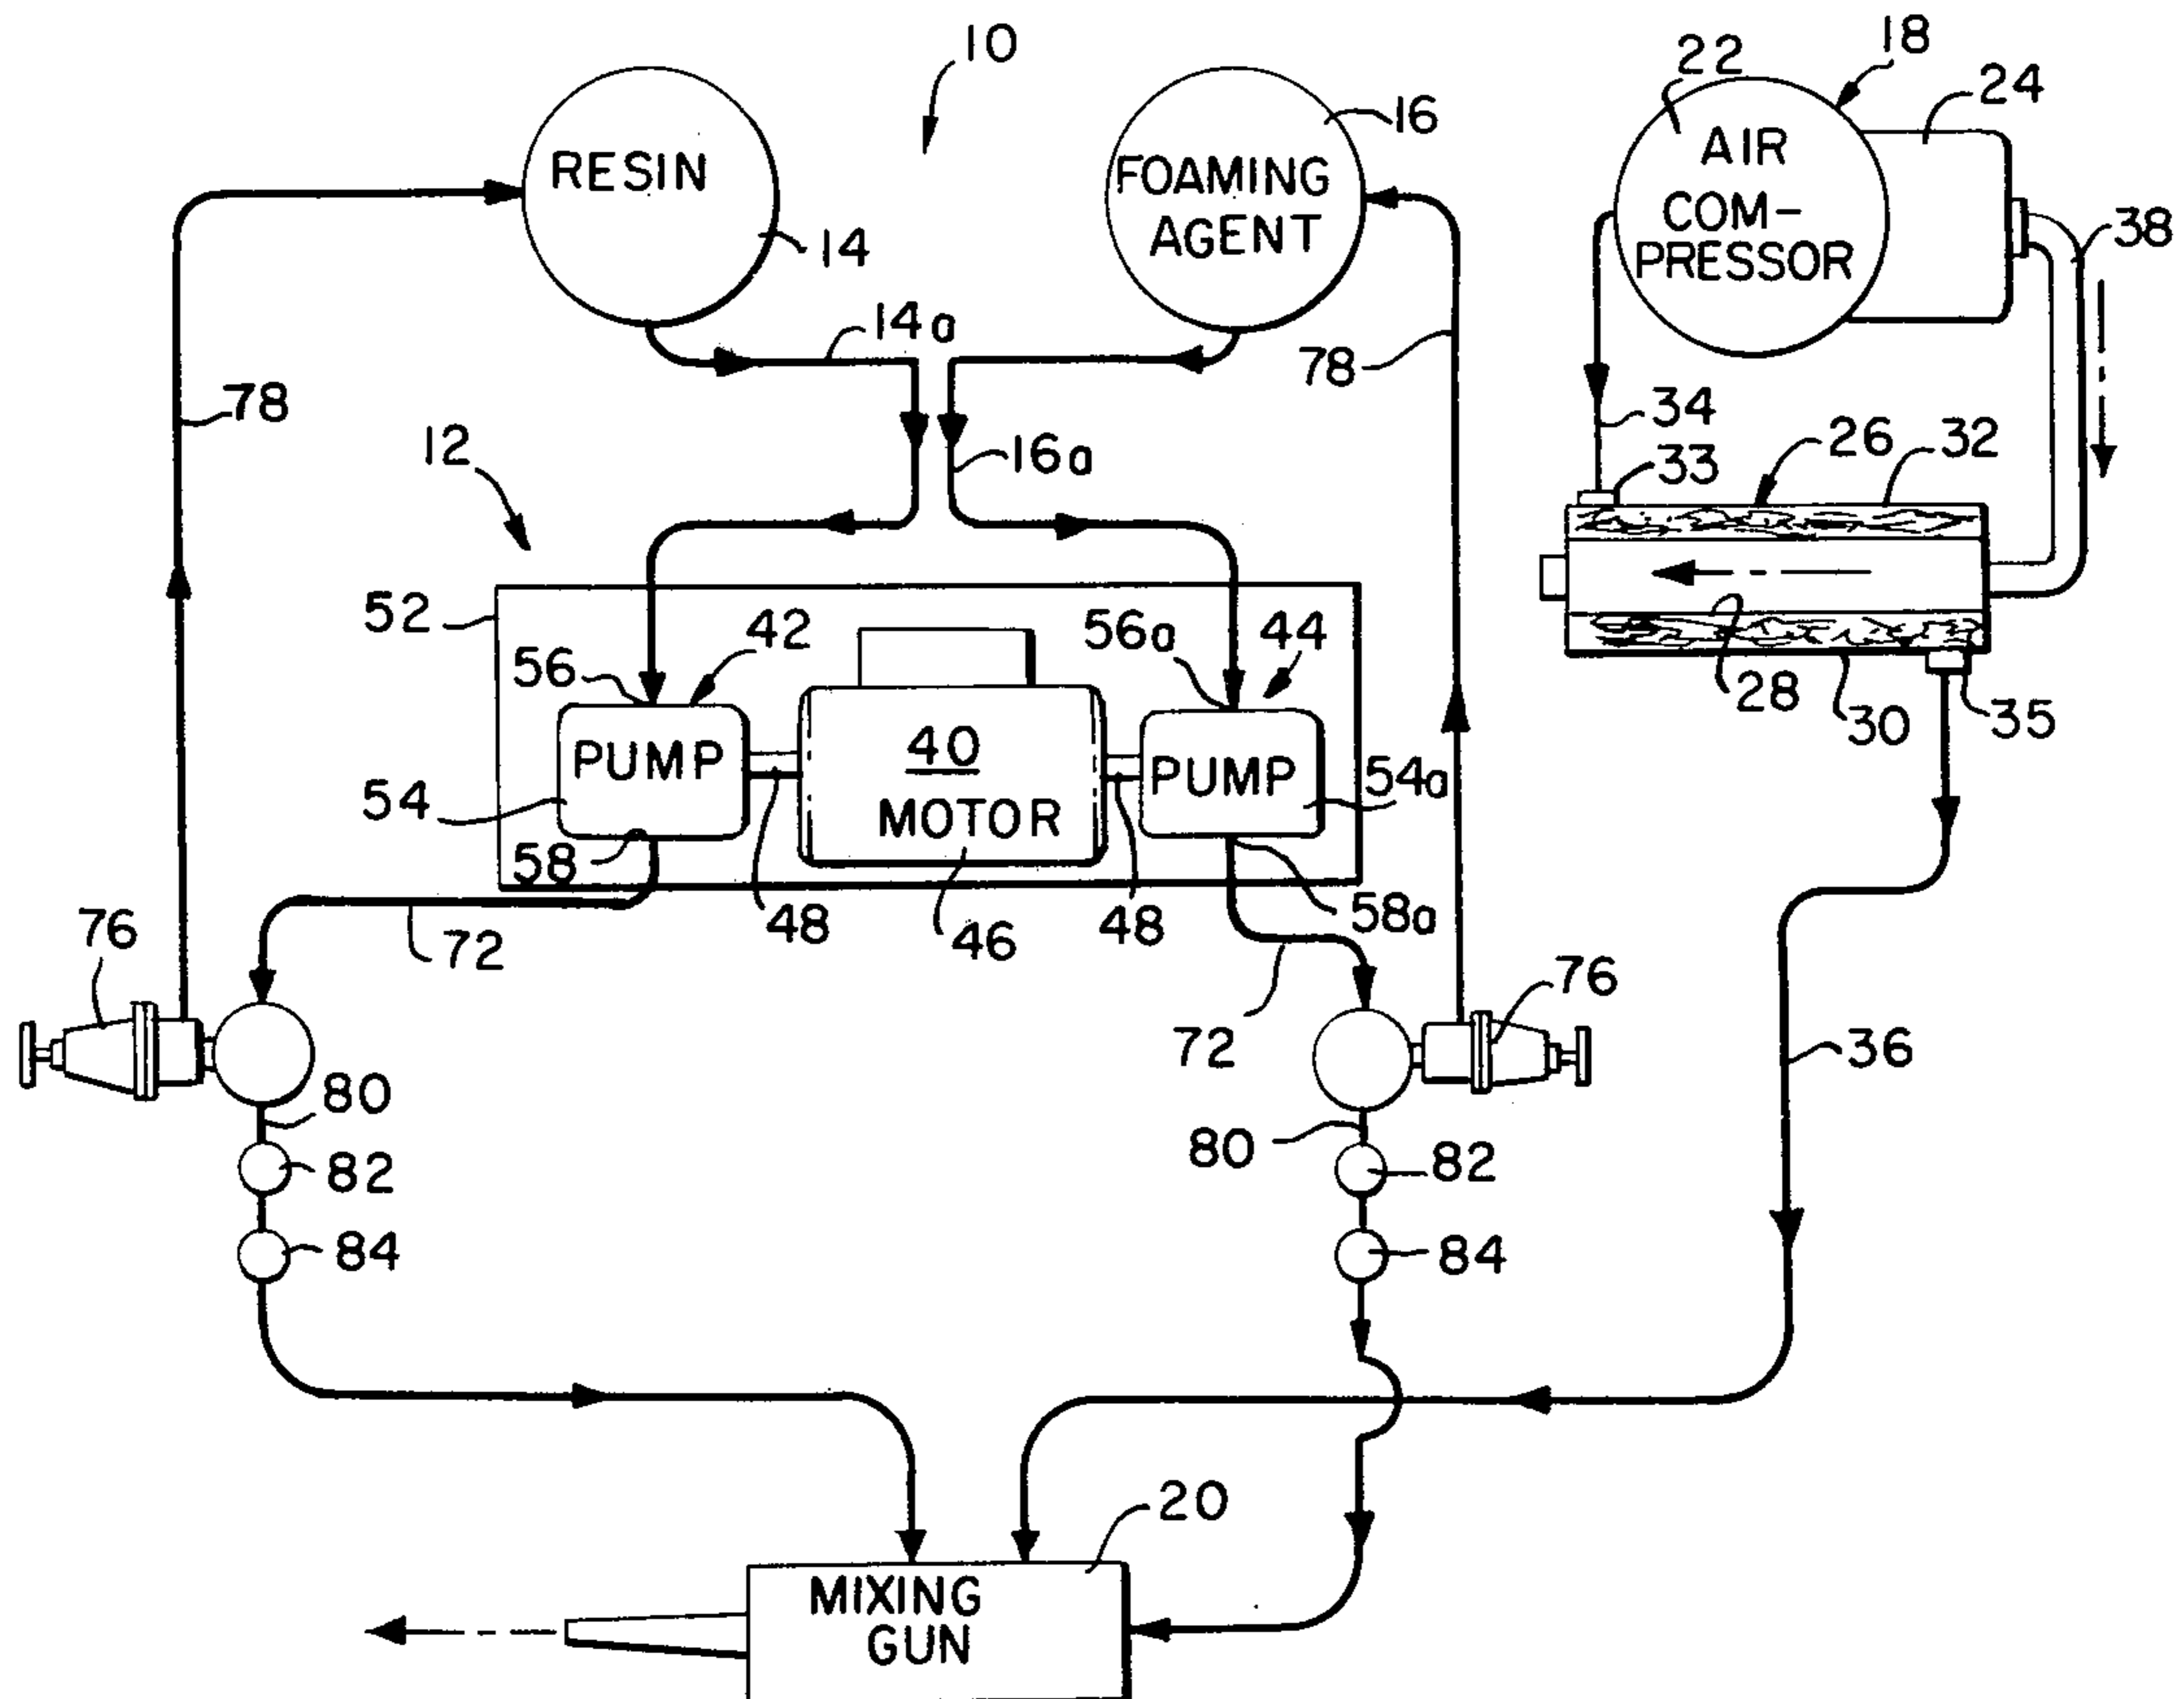 10
18
22
24
16
RESIN
FOAMING
AGENT
AIR
COM-
PRESSOR
14
38
14a
78
78
34
16a
12
33
26
32
52
56
42
56a
44
28
30
35
PUMP
40
MOTOR
PUMP
54
54a
58
48
46
48
58a
76
72
76
72
36
80
80
82
82
84
84
20
MIXING
GUN